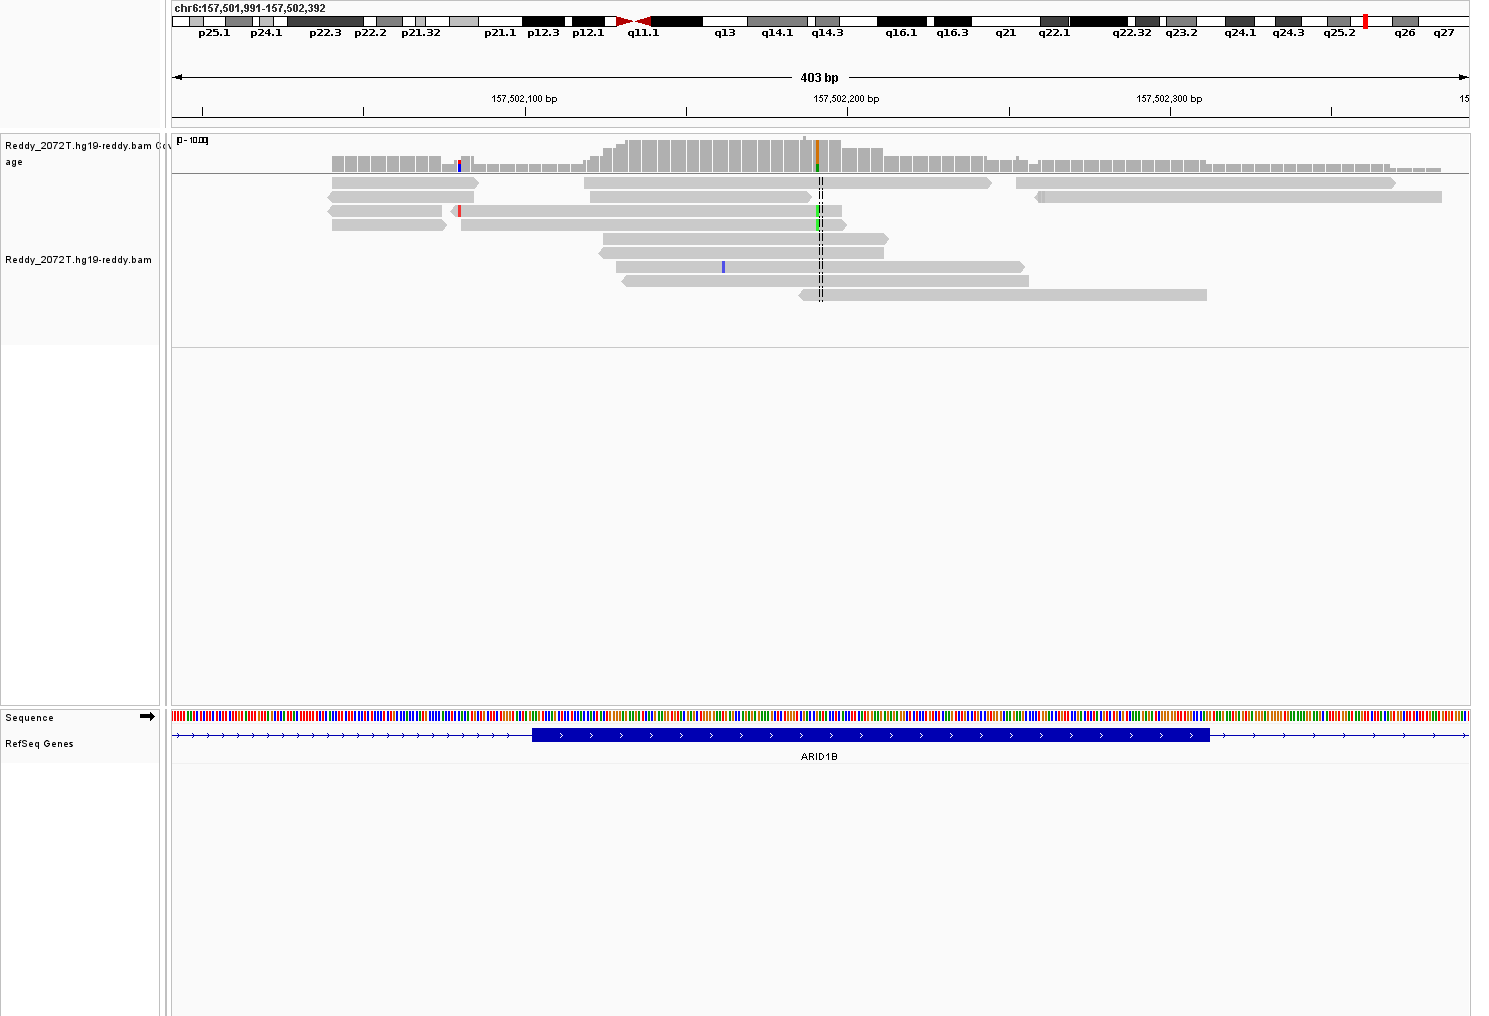 chr6:157,501,991-157,502,392
p25.1 p24.1 p22.3 p22.2 p21.32 p21.1 p12.3 p12.1 q11.1 q13 q14.1 q14.3 q16.1 q16.3 q21 q22.1 q22.32 q23.2 q24.1 q24.3 q25.2 q26 q27
403 bp
157,502,100 bp 157,502,200 bp 157,502,300 bp 15
Reddy_2072T.hg19-reddy.bam Cov
age
[0 - 10.00]
Reddy_2072T.hg19-reddy.bam
Sequence
RefSeq Genes
ARID1B